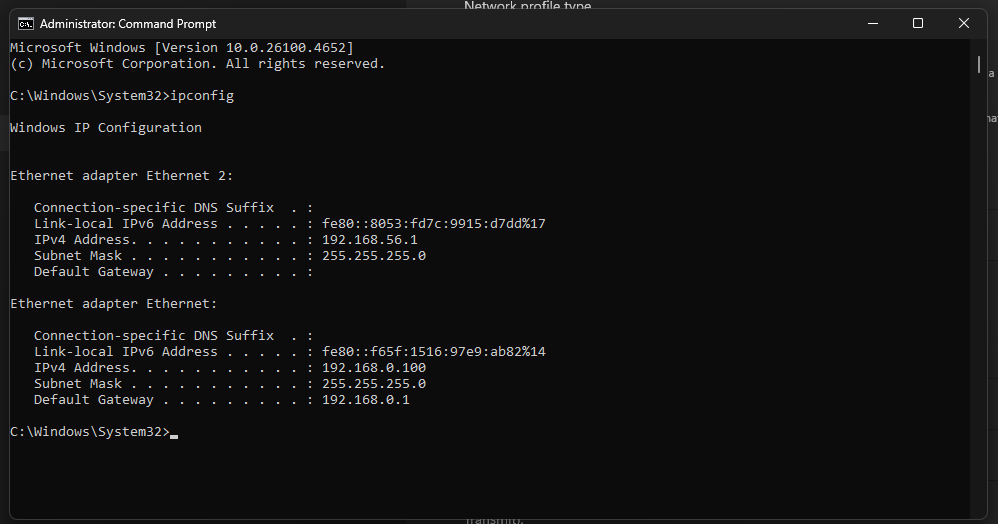 Network profile type
Administrator: Command Prompt
Microsoft Windows [Version 10.0.26100.4652]
(c) Microsoft Corporation. All rights reserved.
C:\Windows\System32>ipconfig
Windows IP Configuration
Ethernet adapter Ethernet 2:
Connection-specific DNS Suffix  . :
Link-local IPv6 Address . . . . . : fe80::8053:fd7c:9915:d7dd%17
IPv4 Address. . . . . . . . . . . : 192.168.56.1
Subnet Mask . . . . . . . . . . . : 255.255.255.0
Default Gateway . . . . . . . . . :
Ethernet adapter Ethernet:
Connection-specific DNS Suffix  . :
Link-local IPv6 Address . . . . . : fe80::f65f:1516:97e9:ab82%14
IPv4 Address. . . . . . . . . . . : 192.168.0.100
Subnet Mask . . . . . . . . . . . : 255.255.255.0
Default Gateway . . . . . . . . . : 192.168.0.1
C:\Windows\System32>